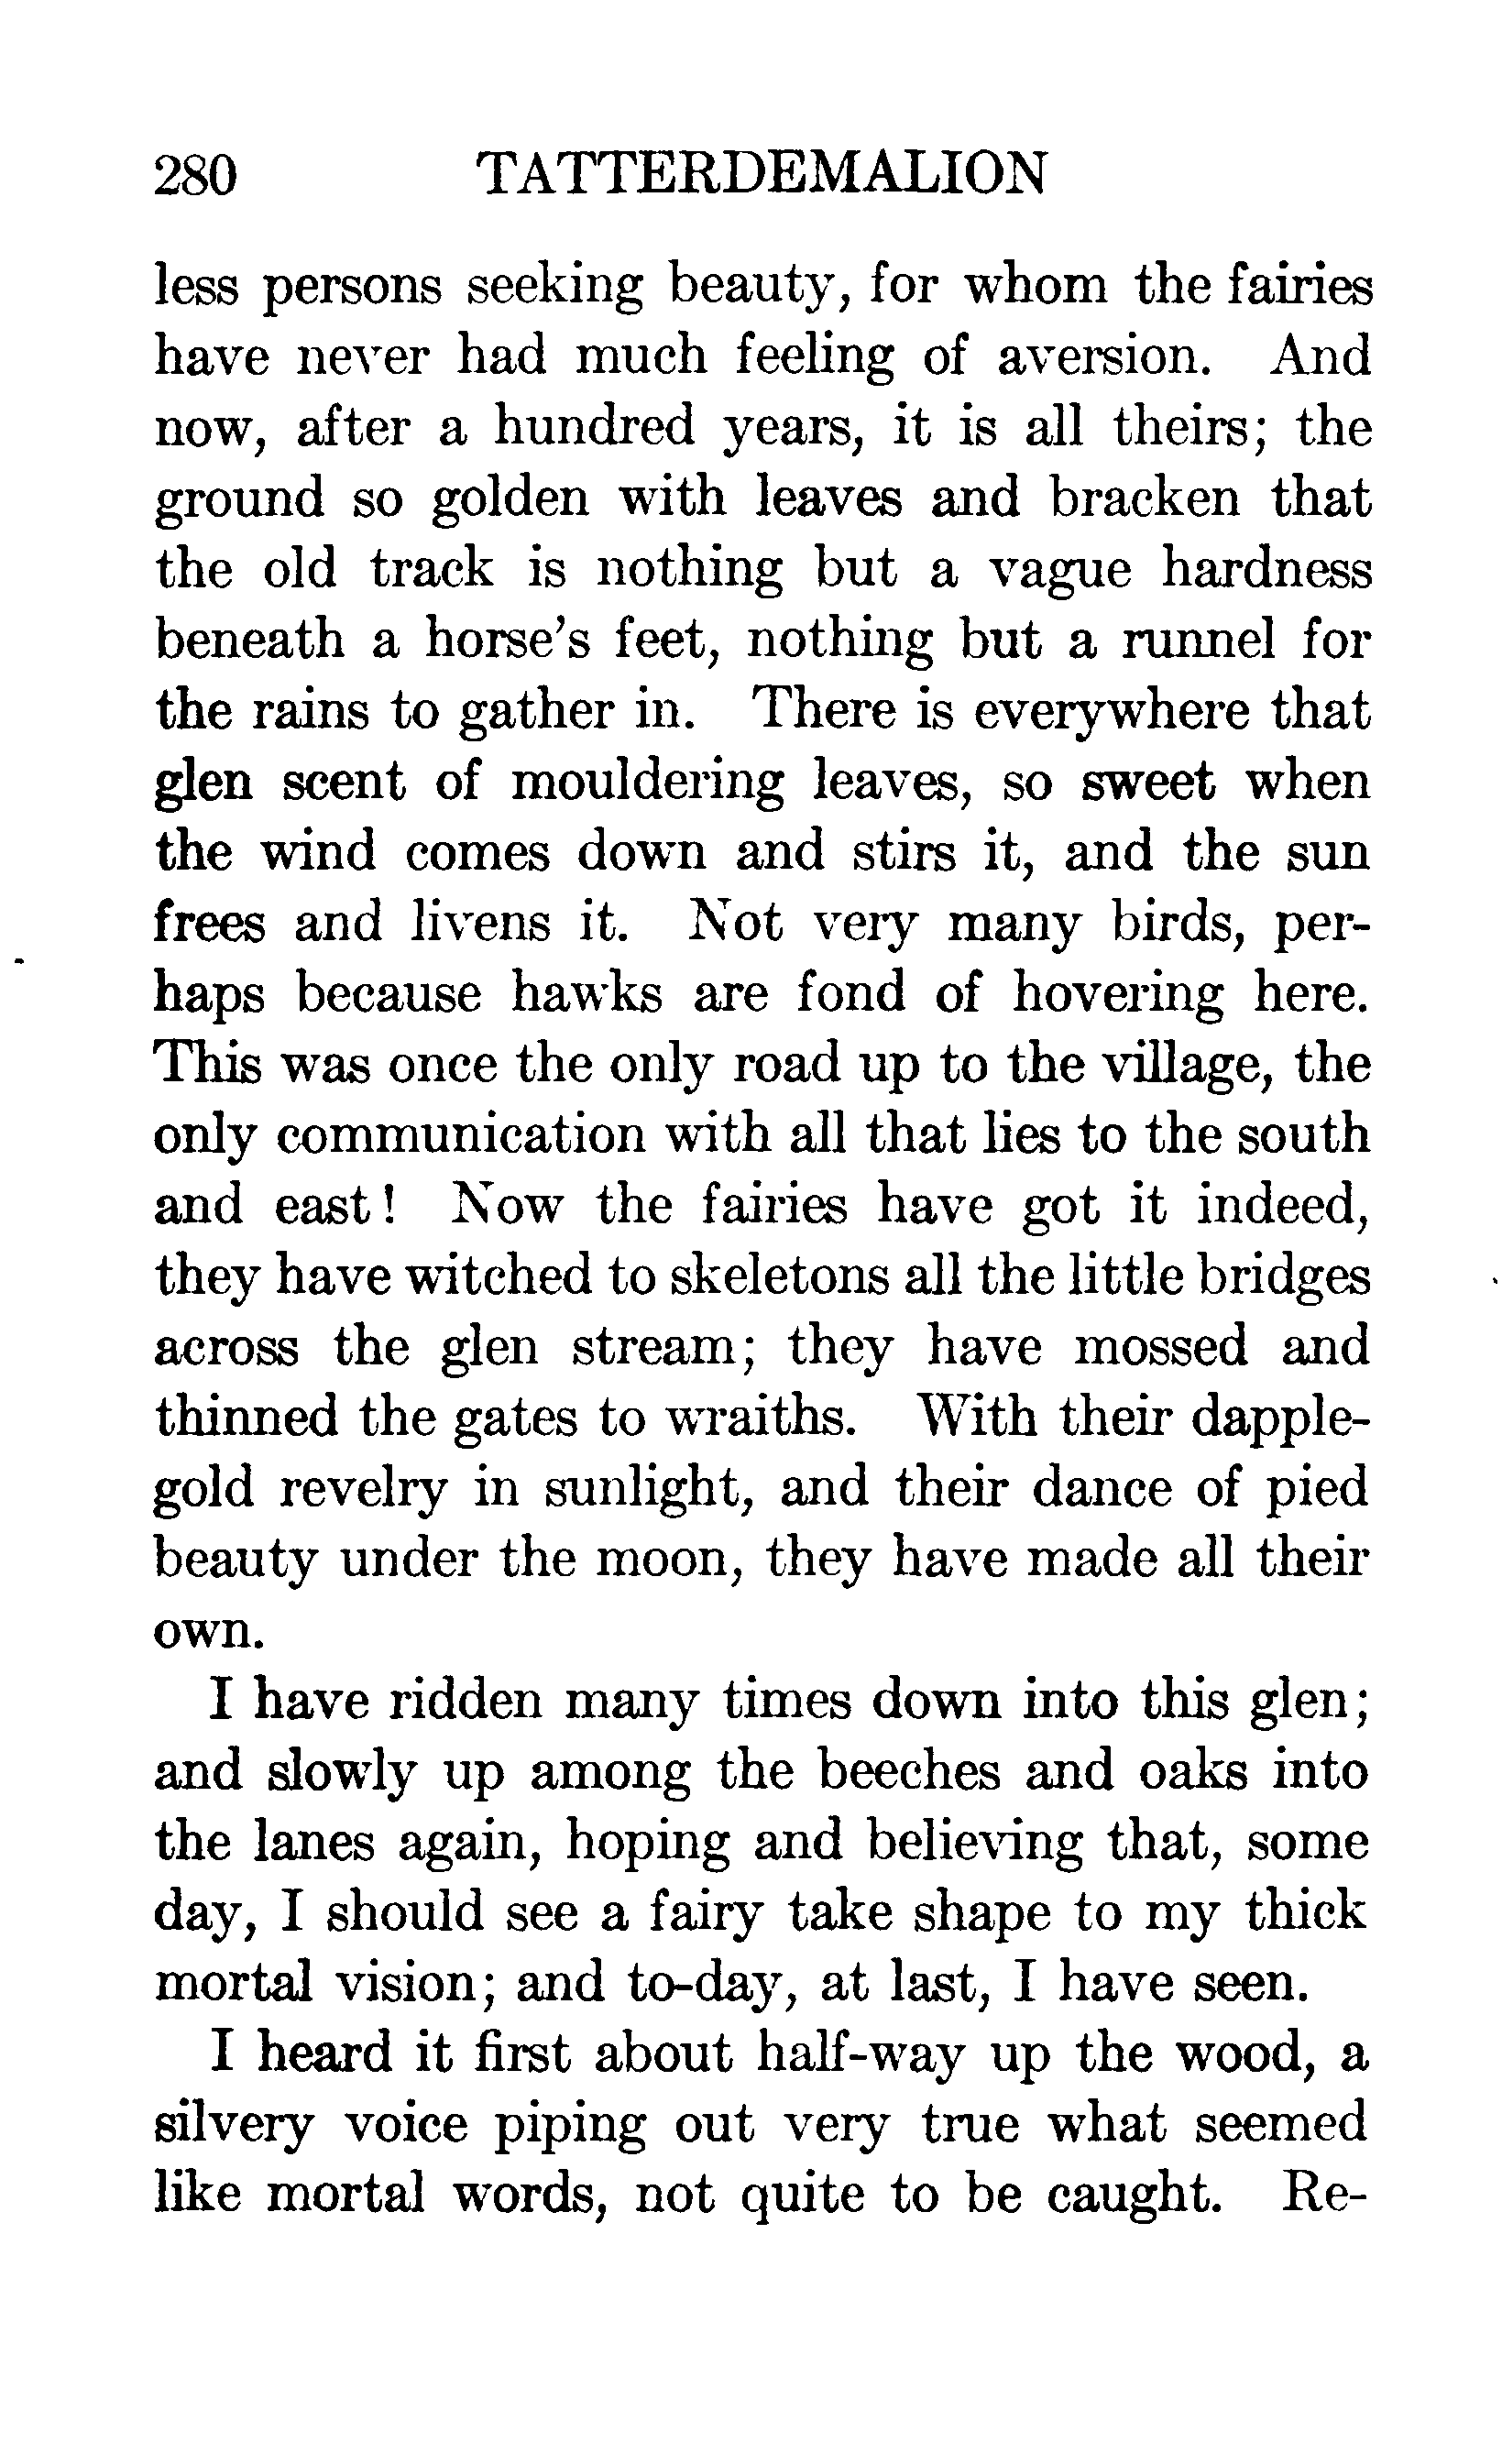 280 TATTERDEMALION
less persons seeking beauty, for whom the fairies
have never had much feeling of aversion. And
now, after a hundred years, it is all theirs; the
ground so golden with leaves and bracken that
the old track is nothing but a vague hardness
beneath a horse's feet, nothing but a runnel for
the rains to gather in. There is everywhere that
glen scent of mouldering leaves, so sweet when
the wind comes down and stirs it, and the sun
frees and livens it. Not very many birds, per-
haps because hawks are fond of hovering here.
This was once the only road up to the village, the
only communication with all that lies to the south
and east! Now the fairies have got it indeed,
they have witched to skeletons all the little bridges
across the glen stream; they have mossed and
thinned the gates to wraiths. With their dapple-
gold revelry in sunlight, and their dance of pied
beauty under the moon, they have made all their
own.
I have ridden many times down into this glen;
and slowly up among the beeches and oaks into
the lanes again, hoping and believing that, some
day, I should see a fairy take shape to my thick
mortal vision; and to-day, at last, I have seen.
I heard it first about half-way up the wood, a
silvery voice piping out very true what seemed
like mortal words, not quite to be caught. Re-